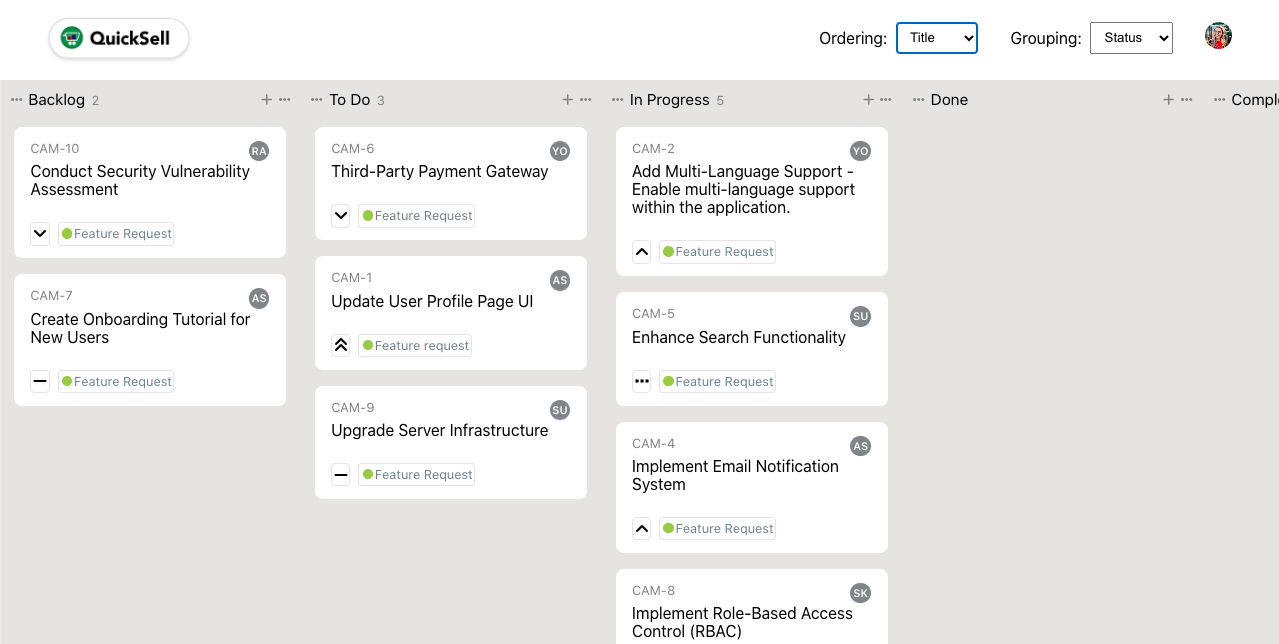 QuickSell
Ordering: Title
Grouping: Status
Backlog 2
CAM-10
RA
Conduct Security Vulnerability
Assessment
Feature Request
CAM-7
AS
Create Onboarding Tutorial for
New Users
Feature Request
To Do 3
CAM-6
YO
Third-Party Payment Gateway
Feature Request
CAM-1
AS
Update User Profile Page UI
Feature request
CAM-9
SU
Upgrade Server Infrastructure
Feature Request
In Progress 5
CAM-2
YO
Add Multi-Language Support -
Enable multi-language support
within the application.
Feature Request
CAM-5
SU
Enhance Search Functionality
Feature Request
CAM-4
AS
Implement Email Notification
System
Feature Request
CAM-8
SK
Implement Role-Based Access
Control (RBAC)
Done